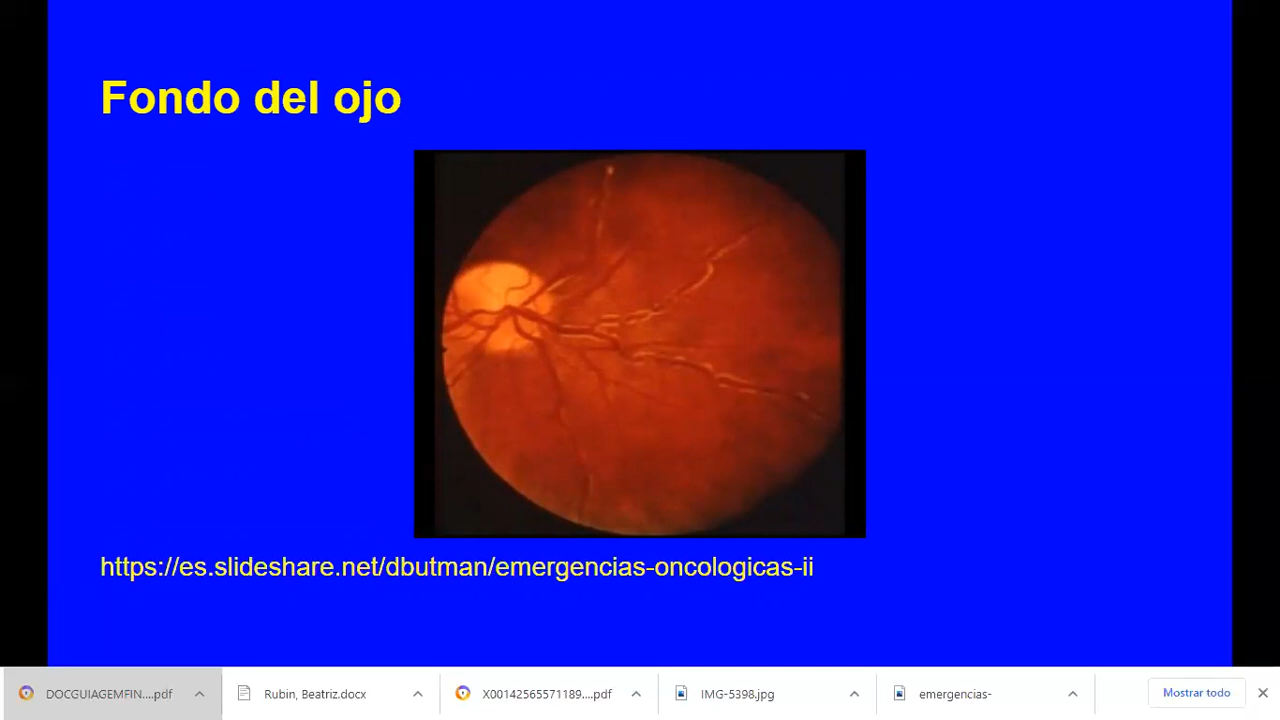 Fondo del ojo
https://es.slideshare.net/dbutman/emergencias-oncologicas-ii
DOCGUIAGEMFIN....pdf
Rubin, Beatriz.docx
X00142565571189....pdf
IMG-5398.jpg
emergencias-
Mostrar todo